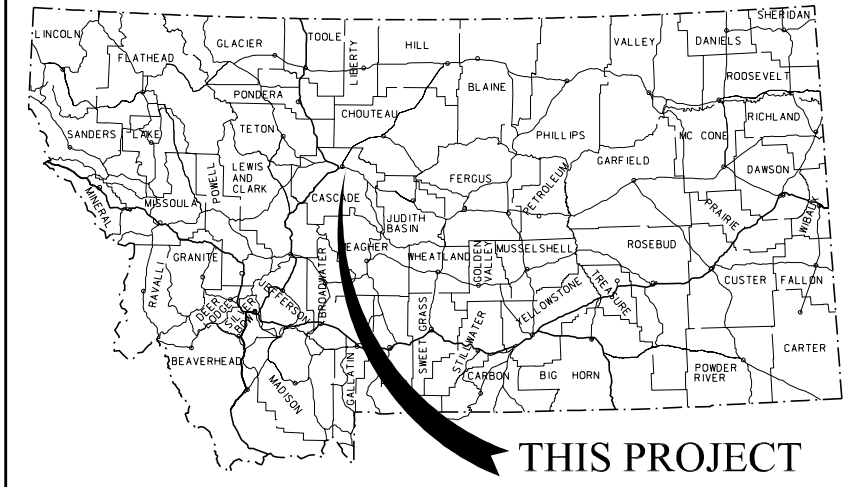 SHERIDAN
LINCOLN
TOOLE
GLACIER
LIBERTY
HILL
VALLEY
DANIELS
FLATHEAD
ROOSEVELT
BLAINE
PONDERA
CHOUTEAU
RICHLAND
TETON
SANDERS
LAKE
PHILLIPS
MC CONE
GARFIELD
LEWIS
AND
CLARK
POWELL
FERGUS
PETROLEUM
DAWSON
MINERAL
MISSOULA
CASCADE
JUDITH
BASIN
PRAIRIE
WIBAUX
GRANITE
BROADWATER
MEAGHER
WHEATLAND
GOLDEN
VALLEY
MUSSELSHELL
ROSEBUD
RAVALLI
JEFFERSON
TREASURE
CUSTER
FALLON
DEER
LODGE
SILVER
BOW
YELLOWSTONE
SWEET GRASS
STILLWATER
CARTER
BEAVERHEAD
MADISON
GALLATIN
CARBON
BIG HORN
POWDER
RIVER
THIS PROJECT